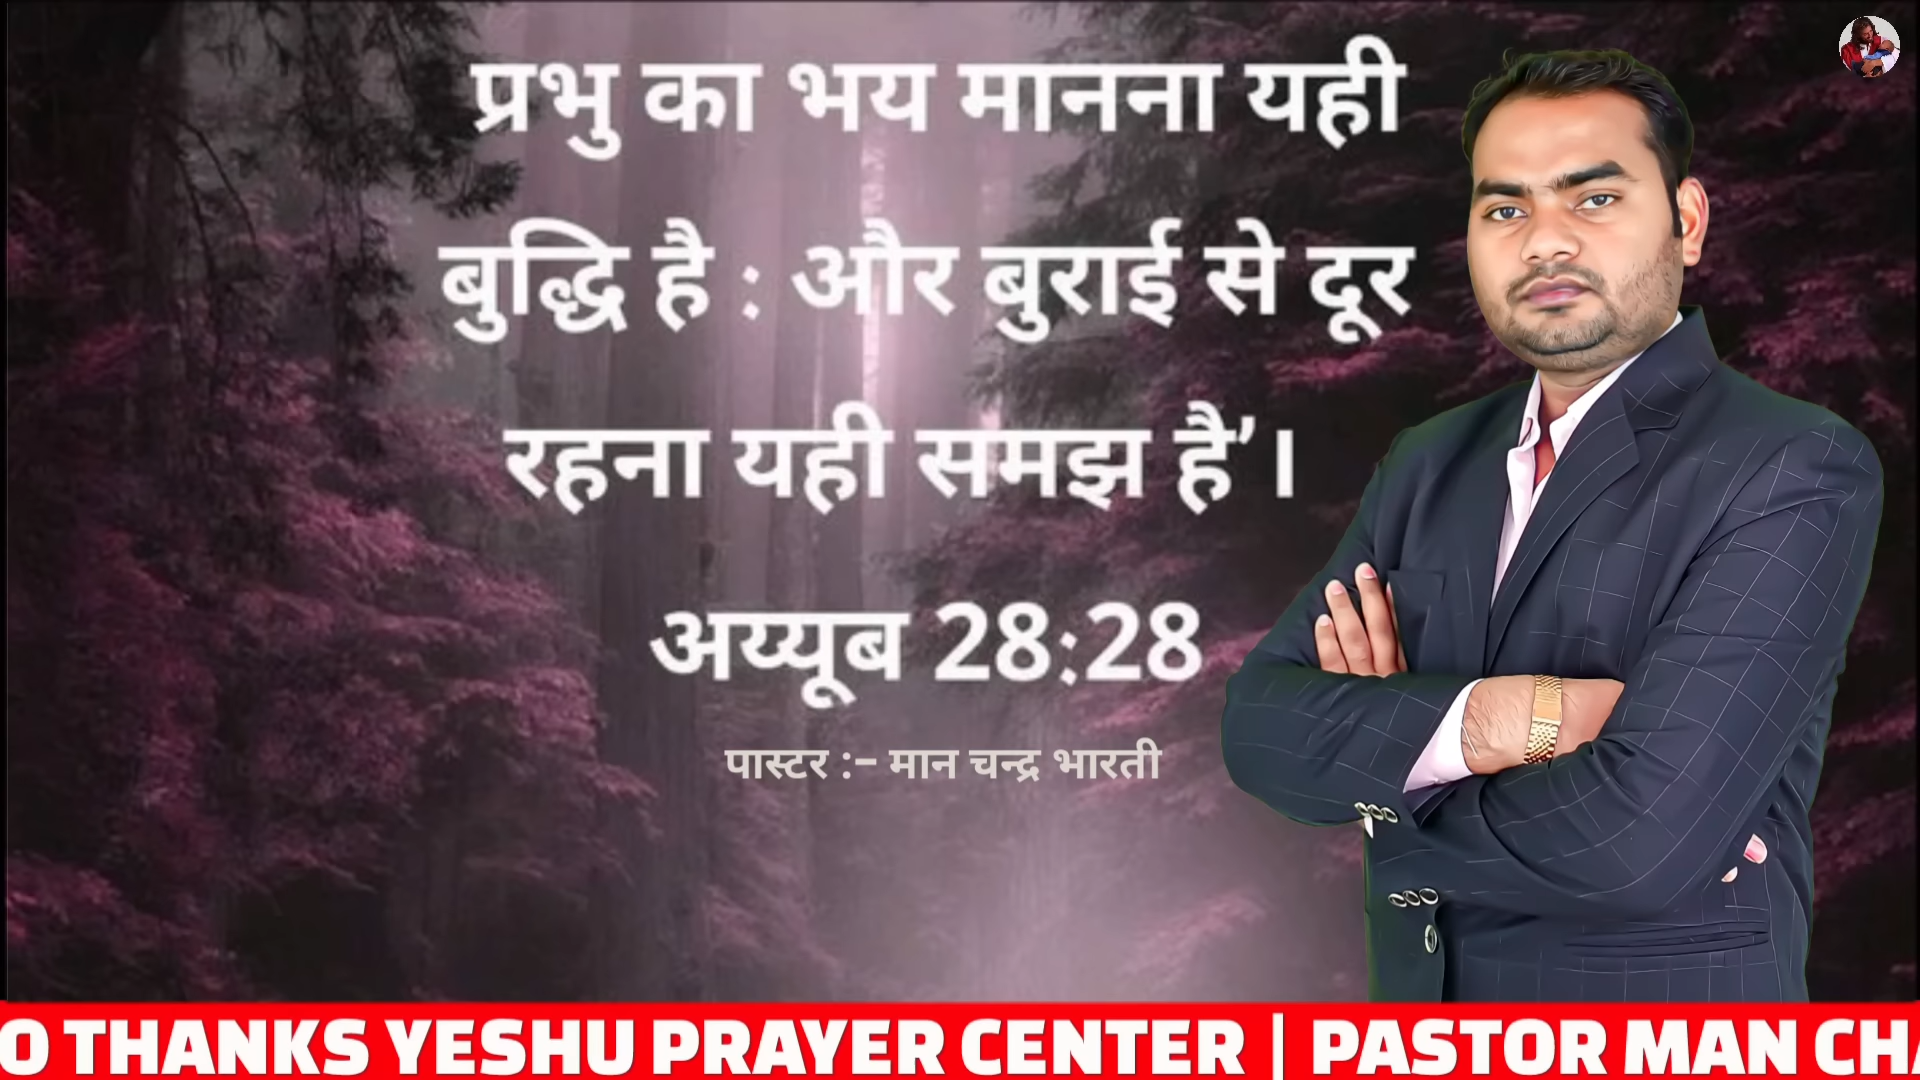 प्रभु का भय मानना यही
बुद्धि है : और बुराई से दूर
रहना यही समझ है’।
अय्यूब 28:28
पास्टर :- मान चन्द्र भारती
O THANKS YESHU PRAYER CENTER | PASTOR MAN CHA